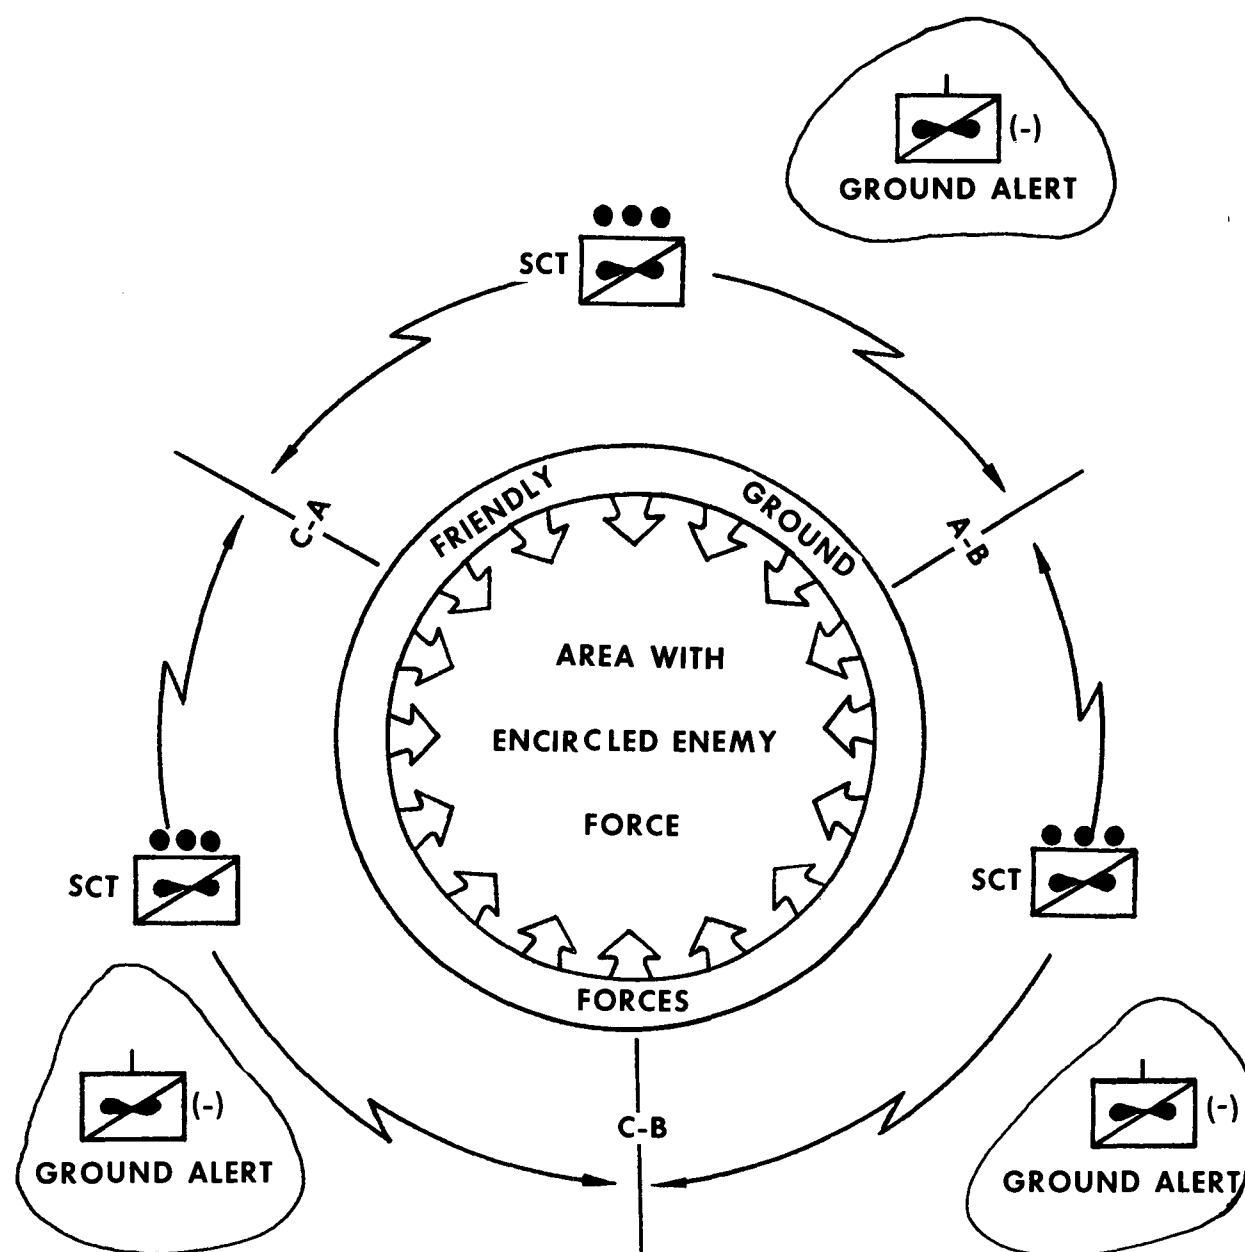 (-)
GROUND ALERT
SCT
C-A
FRIENDLY
GROUND
A-B
AREA WITH
ENCIRCLED ENEMY
FORCE
SCT
SCT
FORCES
(-)
GROUND ALERT
C-B
(-)
GROUND ALERT